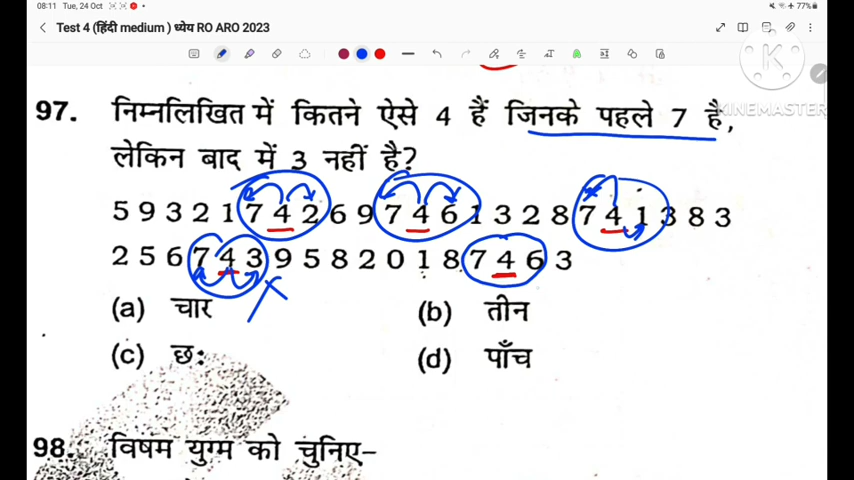 08:11 Tue, 24 Oct
77%
Test 4 (हिंदी medium ) ध्येय RO ARO 2023
K
KINEMASTER
97. निम्नलिखित में कितने ऐसे 4 हैं जिनके पहले 7 है,
लेकिन बाद में 3 नहीं है?
5 9 3 2 1 7 4 2 6 9 7 4 6 1 3 2 8 7 4 1 3 8 3
2 5 6 7 4 3 9 5 8 2 0 1 8 7 4 6 3
(a) चार (b) तीन
(c) छः (d) पाँच
98. विषम युग्म को चुनिए-